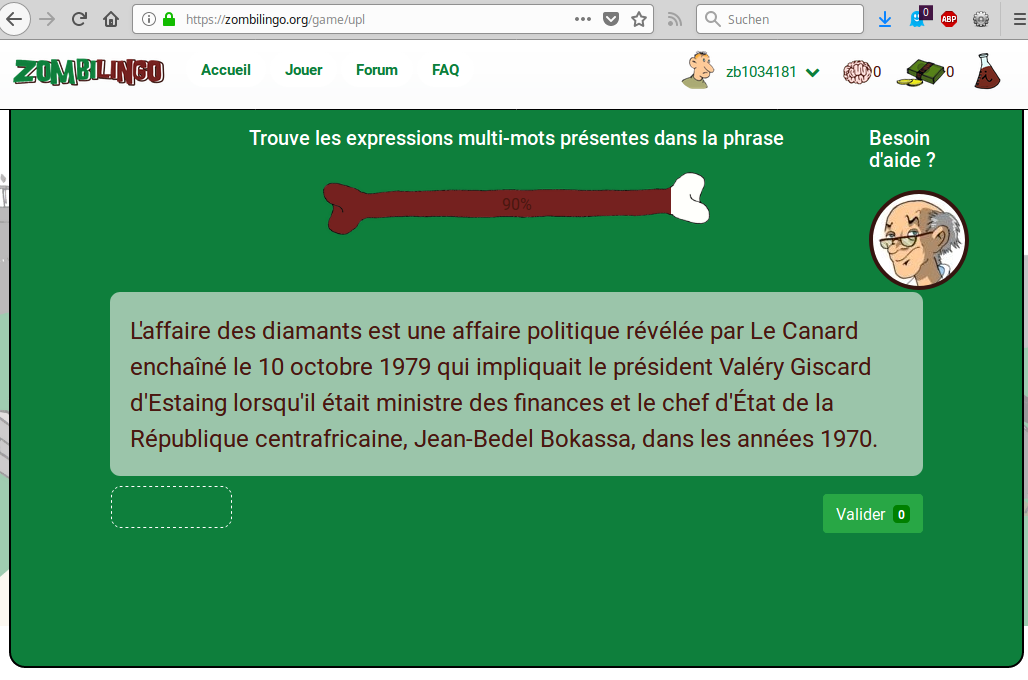 https://zombilingo.org/game/upl
Suchen
0
ABP
ZOMBILINGO
Accueil
Jouer
Forum
FAQ
zb1034181
0
0
Trouve les expressions multi-mots présentes dans la phrase
Besoin
d'aide ?
90%
L'affaire des diamants est une affaire politique révélée par Le Canard
enchaîné le 10 octobre 1979 qui impliquait le président Valéry Giscard
d'Estaing lorsqu'il était ministre des finances et le chef d'État de la
République centrafricaine, Jean-Bedel Bokassa, dans les années 1970.
Valider 0